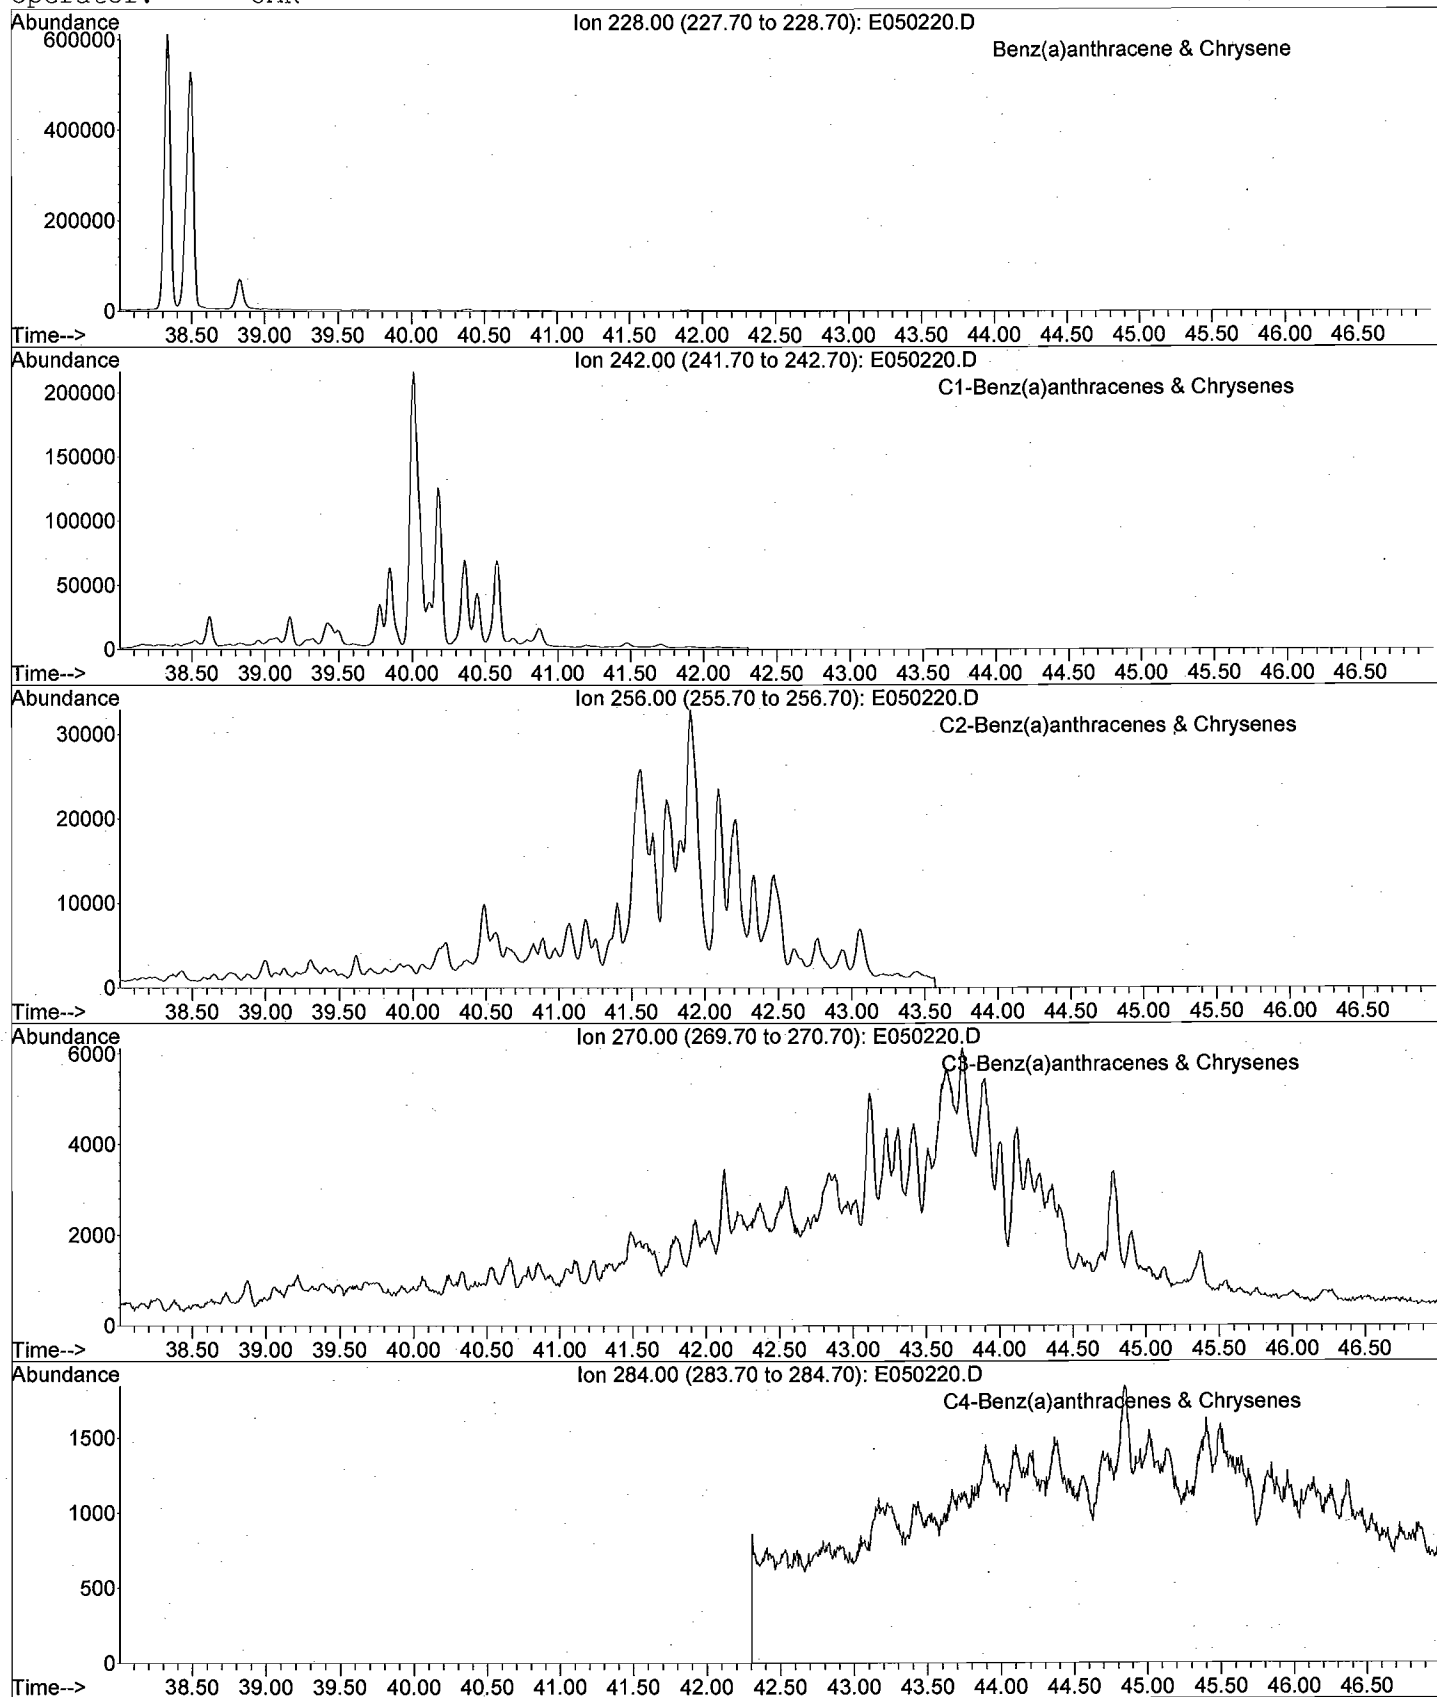 Abundance Ion 228.00 (227.70 to 228.70): E050220.D
Benz(a)anthracene & Chrysene
600000
400000
200000
0
Time--> 38.50 39.00 39.50 40.00 40.50 41.00 41.50 42.00 42.50 43.00 43.50 44.00 44.50 45.00 45.50 46.00 46.50
Abundance Ion 242.00 (241.70 to 242.70): E050220.D
C1-Benz(a)anthracenes & Chrysenes
200000
150000
100000
50000
0
Time--> 38.50 39.00 39.50 40.00 40.50 41.00 41.50 42.00 42.50 43.00 43.50 44.00 44.50 45.00 45.50 46.00 46.50
Abundance Ion 256.00 (255.70 to 256.70): E050220.D
C2-Benz(a)anthracenes & Chrysenes
30000
20000
10000
0
Time--> 38.50 39.00 39.50 40.00 40.50 41.00 41.50 42.00 42.50 43.00 43.50 44.00 44.50 45.00 45.50 46.00 46.50
Abundance Ion 270.00 (269.70 to 270.70): E050220.D
6000
C3-Benz(a)anthracenes & Chrysenes
4000
2000
0
Time--> 38.50 39.00 39.50 40.00 40.50 41.00 41.50 42.00 42.50 43.00 43.50 44.00 44.50 45.00 45.50 46.00 46.50
Abundance Ion 284.00 (283.70 to 284.70): E050220.D
C4-Benz(a)anthracenes & Chrysenes
1500
1000
500
0
Time--> 38.50 39.00 39.50 40.00 40.50 41.00 41.50 42.00 42.50 43.00 43.50 44.00 44.50 45.00 45.50 46.00 46.50